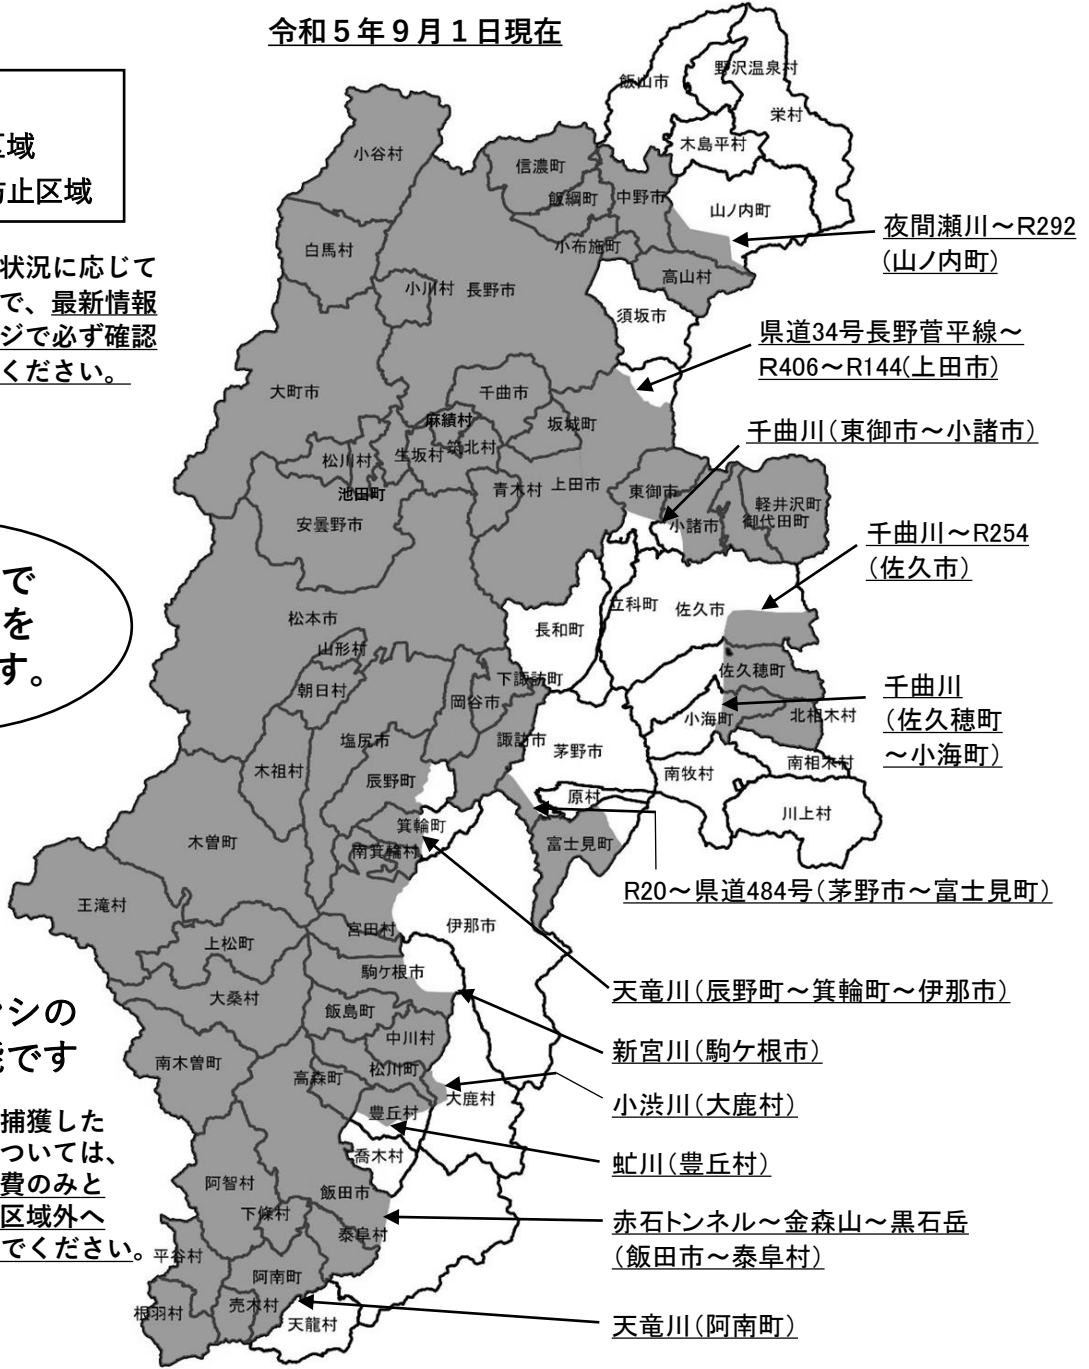 令和５年９月１日現在
区域
防止区域
状況に応じて
で、最新情報
ジで必ず確認
ください。
で
を
す。
シシの
能です
捕獲した
ついては、
費のみと
区域外へ
でください。
飯山市
野沢温泉村
栄村
木島平村
小谷村
信濃町
飯綱町
中野市
山ノ内町
夜間瀬川～R292
(山ノ内町)
白馬村
小布施町
高山村
小川村
長野市
須坂市
県道34号長野菅平線～
R406～R144(上田市)
大町市
千曲市
麻績村
坂城町
千曲川(東御市～小諸市)
松川村
生坂村
筑北村
池田町
青木村
上田市
東御市
軽井沢町
御代田町
小諸市
安曇野市
千曲川～R254
(佐久市)
松本市
立科町
佐久市
長和町
山形村
朝日村
下諏訪町
岡谷市
佐久穂町
千曲川
(佐久穂町
～小海町)
小海町
北相木村
塩尻市
諏訪市
茅野市
木祖村
辰野町
南牧村
南相木村
原村
川上村
箕輪町
木曽町
南箕輪村
富士見町
R20～県道484号(茅野市～富士見町)
王滝村
宮田村
伊那市
上松町
駒ケ根市
大桑村
天竜川(辰野町～箕輪町～伊那市)
飯島町
中川村
新宮川(駒ケ根市)
南木曽町
高森町
松川町
大鹿村
小渋川(大鹿村)
豊丘村
喬木村
虻川(豊丘村)
阿智村
飯田市
下條村
赤石トンネル～金森山～黒石岳
(飯田市～泰阜村)
泰阜村
平谷村
阿南町
根羽村
売木村
天龍村
天竜川(阿南町)